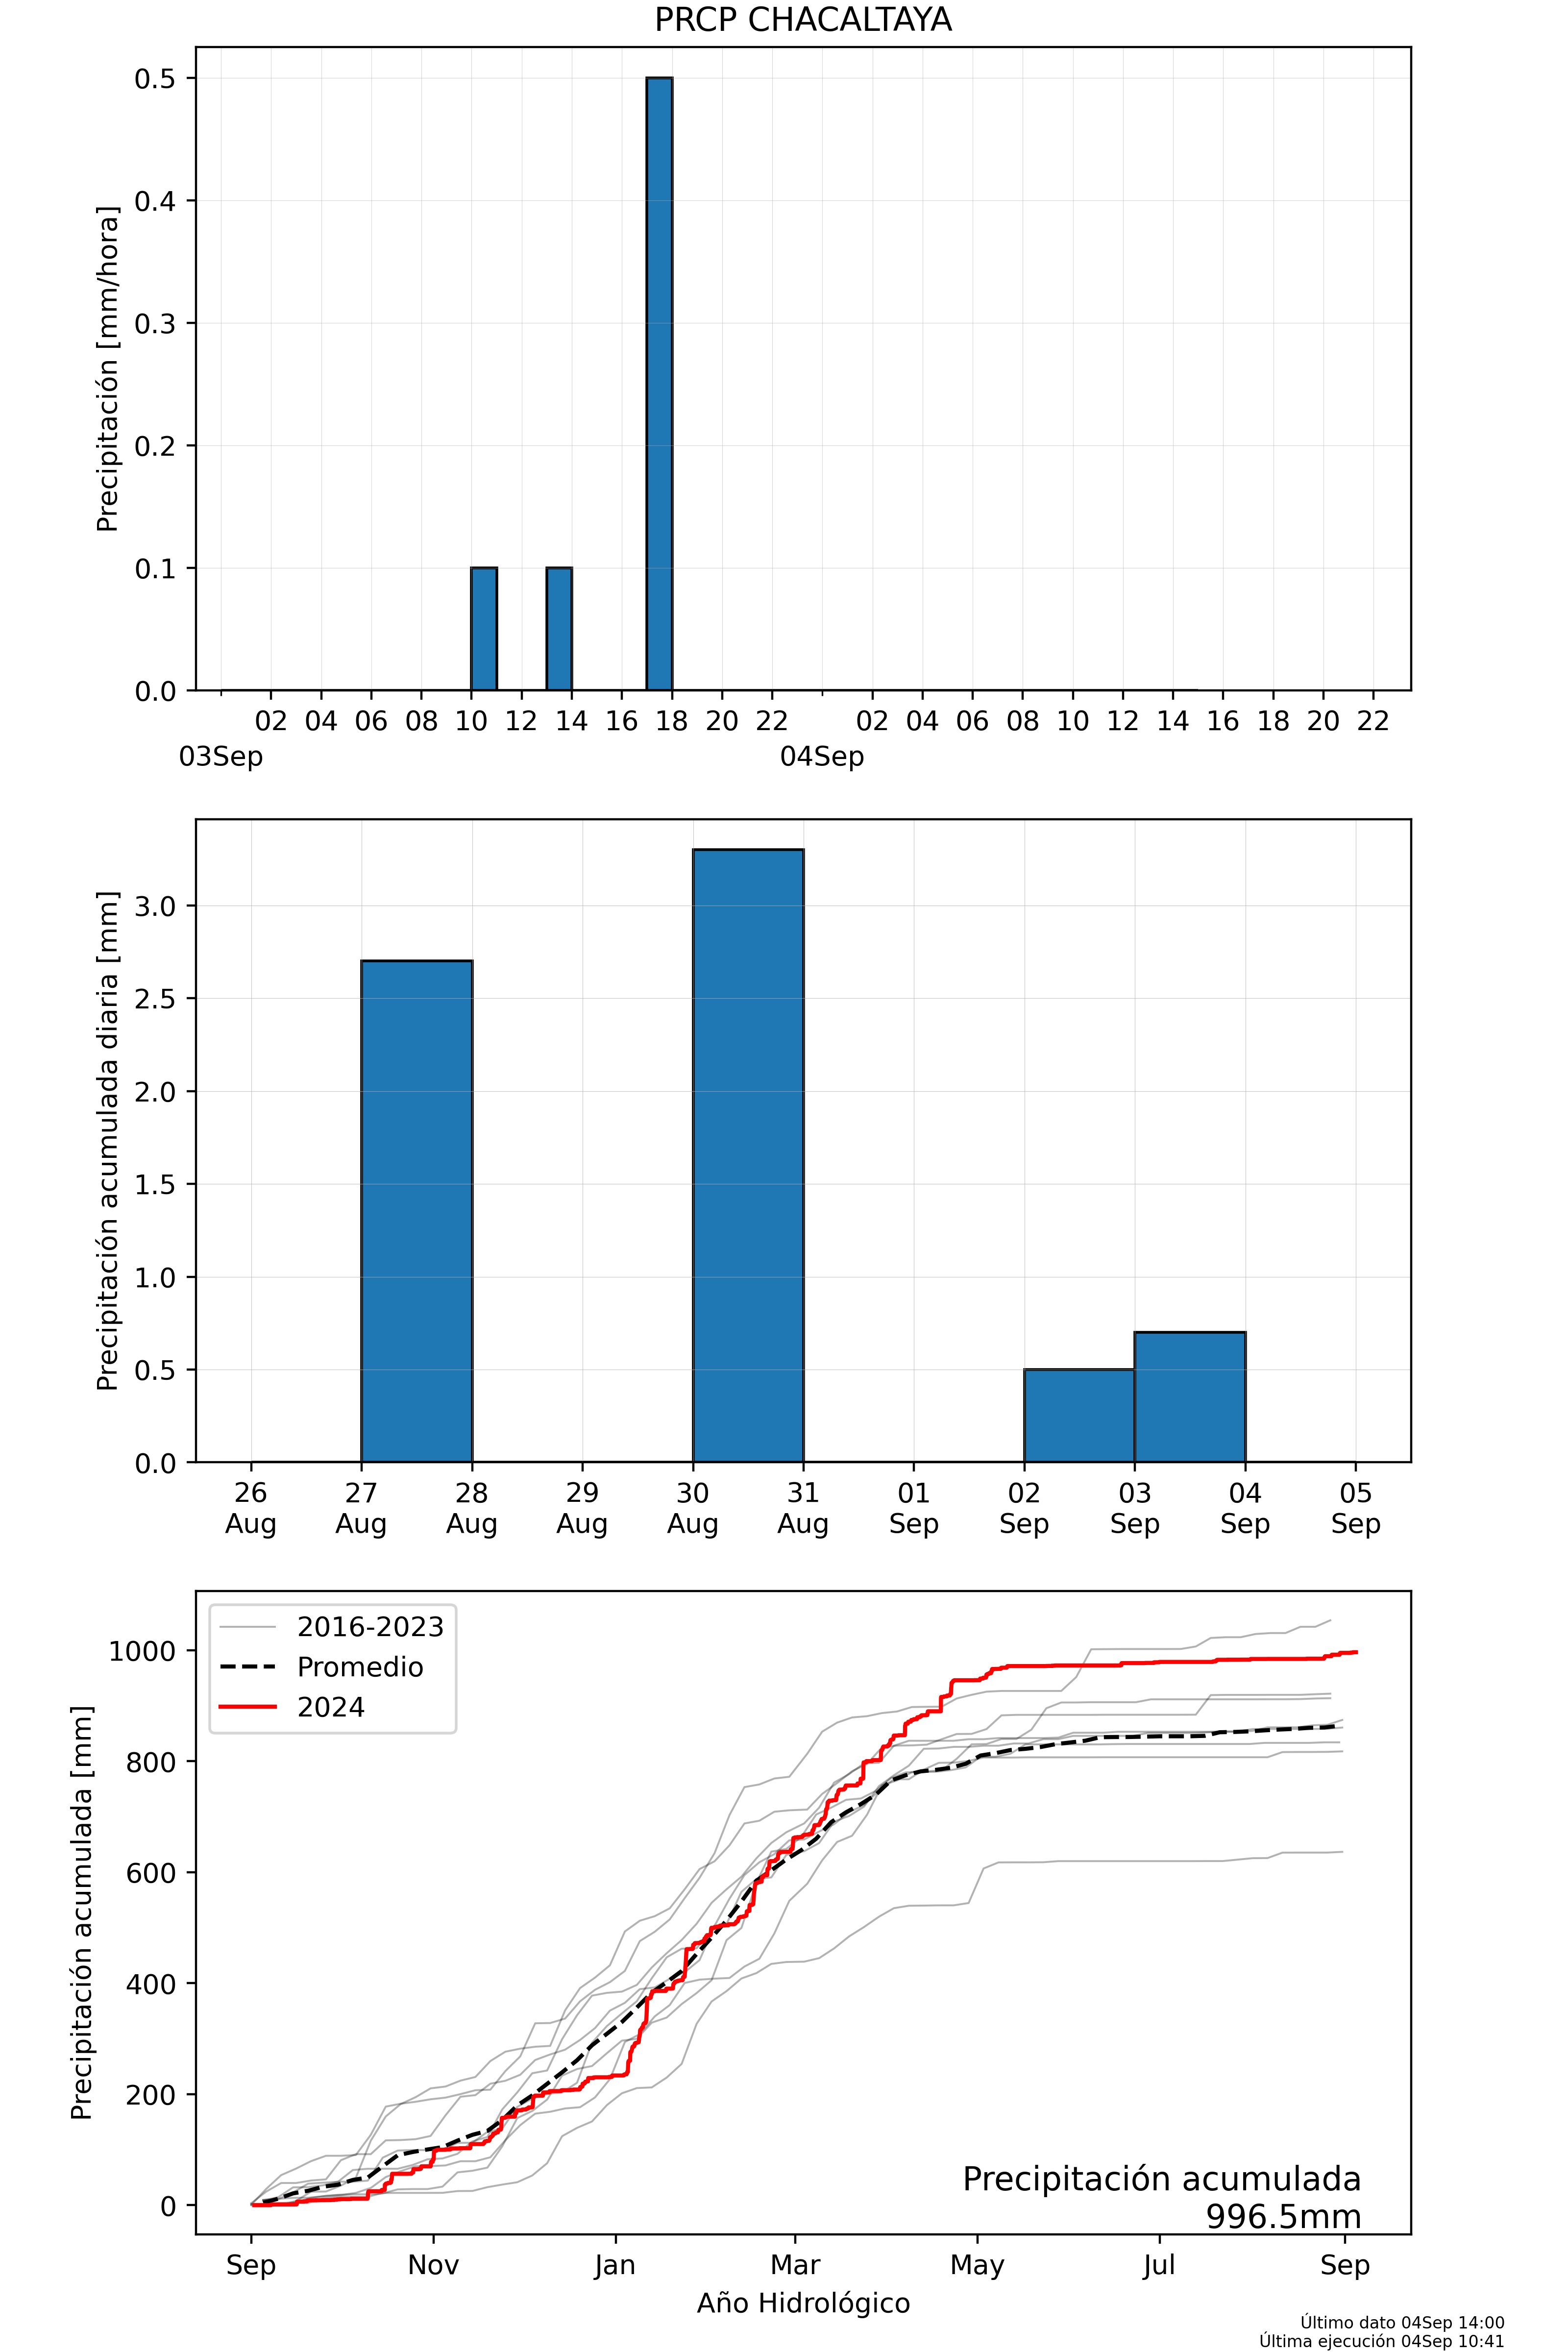 PRCP CHACALTAYA
Precipitación [mm/hora]
0.5
0.4
0.3
0.2
0.1
0.0
02 04 06 08 10 12 14 16 18 20 22 02 04 06 08 10 12 14 16 18 20 22
03Sep 04Sep
Precipitación acumulada diaria [mm]
3.0
2.5
2.0
1.5
1.0
0.5
0.0
26 27 28 29 30 31 01 02 03 04 05
Aug Aug Aug Aug Aug Aug Sep Sep Sep Sep Sep
Precipitación acumulada [mm]
1000
800
600
400
200
0
2016-2023
Promedio
2024
Precipitación acumulada
996.5mm
Sep Nov Jan Mar May Jul Sep
Año Hidrológico
Último dato 04Sep 14:00
Última ejecución 04Sep 10:41